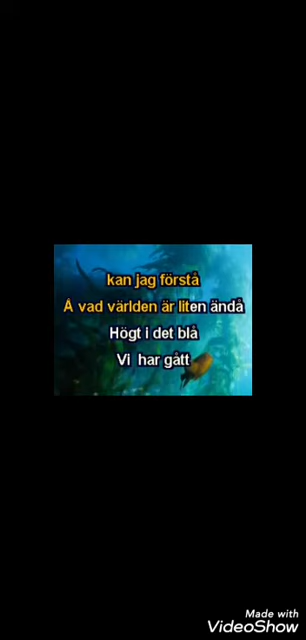 kan jag förstå
Å vad världen är liten ändå
Högt i det blå
Vi har gått
Made with
VideoShow